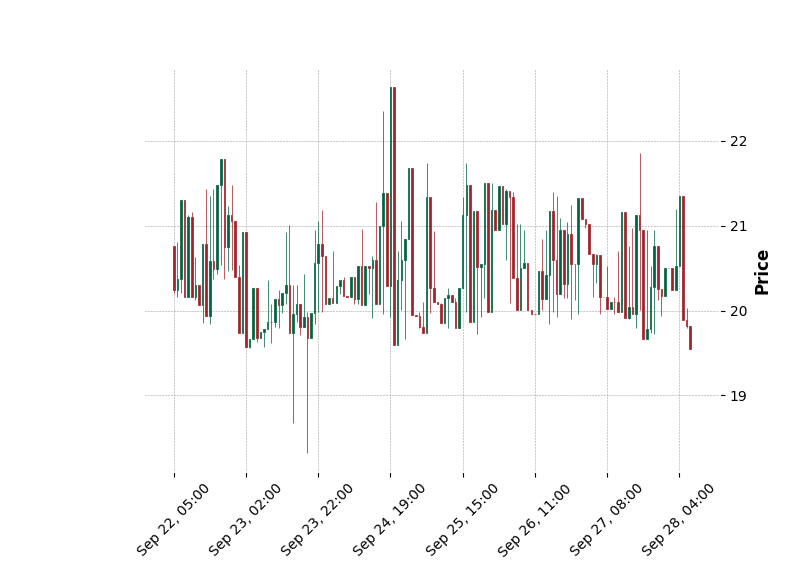 22
21
20
19
Price
Sep 22, 05:00
Sep 23, 02:00
Sep 23, 22:00
Sep 24, 19:00
Sep 25, 15:00
Sep 26, 11:00
Sep 27, 08:00
Sep 28, 04:00